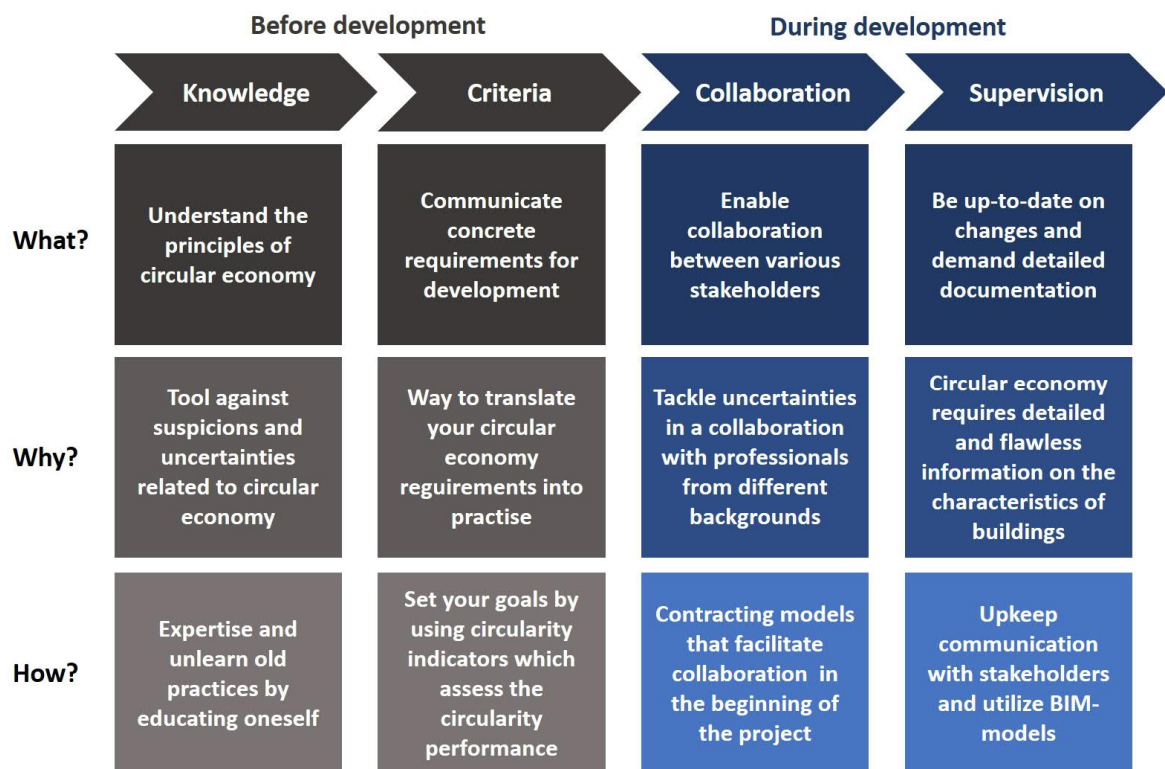 Before development
During development
Knowledge
Criteria
Collaboration
Supervision
What?
Understand the
principles of
circular economy
Communicate
concrete
requirements for
development
Enable
collaboration
between various
stakeholders
Be up-to-date on
changes and
demand detailed
documentation
Why?
Tool against
suspicions and
uncertainties
related to circular
economy
Way to translate
your circular
economy
reguirements into
practise
Tackle uncertainties
in a collaboration
with professionals
from different
backgrounds
Circular economy
requires detailed
and flawless
information on the
characteristics of
buildings
How?
Expertise and
unlearn old
practices by
educating oneself
Set your goals by
using circularity
indicators which
assess the
circularity
performance
Contracting models
that facilitate
collaboration in
the beginning of
the project
Upkeep
communication
with stakeholders
and utilize BIM-
models